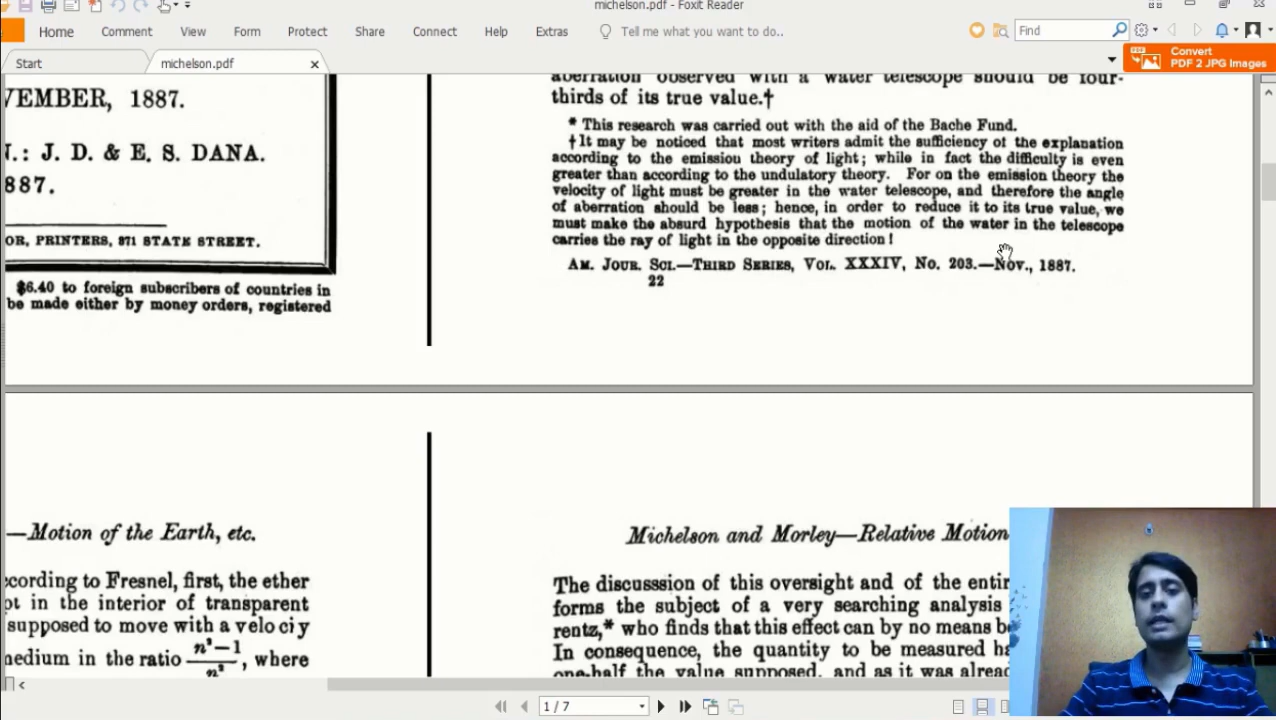 michelson.pdf - Foxit Reader
Home Comment View Form Protect Share Connect Help Extras Tell me what you want to do.. Find
Start michelson.pdf
Convert
PDF 2 JPG Images
VEMBER, 1887.
N.: J. D. & E. S. DANA.
887.
OR, PRINTERS, 371 STATE STREET.
$6.40 to foreign subscribers of countries in
be made either by money orders, registered
aberration observed with a water telescope should be four-
thirds of its true value.†
* This research was carried out with the aid of the Bache Fund.
† It may be noticed that most writers admit the sufficiency of the explanation
according to the emission theory of light; while in fact the difficulty is even
greater than according to the undulatory theory. For on the emission theory the
velocity of light must be greater in the water telescope, and therefore the angle
of aberration should be less; hence, in order to reduce it to its true value, we
must make the absurd hypothesis that the motion of the water in the telescope
carries the ray of light in the opposite direction!
AM. JOUR. SCI.—THIRD SERIES, VOL. XXXIV, NO. 203.—NOV., 1887.
22
—Motion of the Earth, etc.
ccording to Fresnel, first, the ether
pt in the interior of transparent
supposed to move with a velo ci y
nedium in the ratio n²−1/n², where
Michelson and Morley—Relative Motion
The discusssion of this oversight and of the entir
forms the subject of a very searching analysis
rentz,* who finds that this effect can by no means b
In consequence, the quantity to be measured ha
one-half the value supposed, and as it was alread
1 / 7